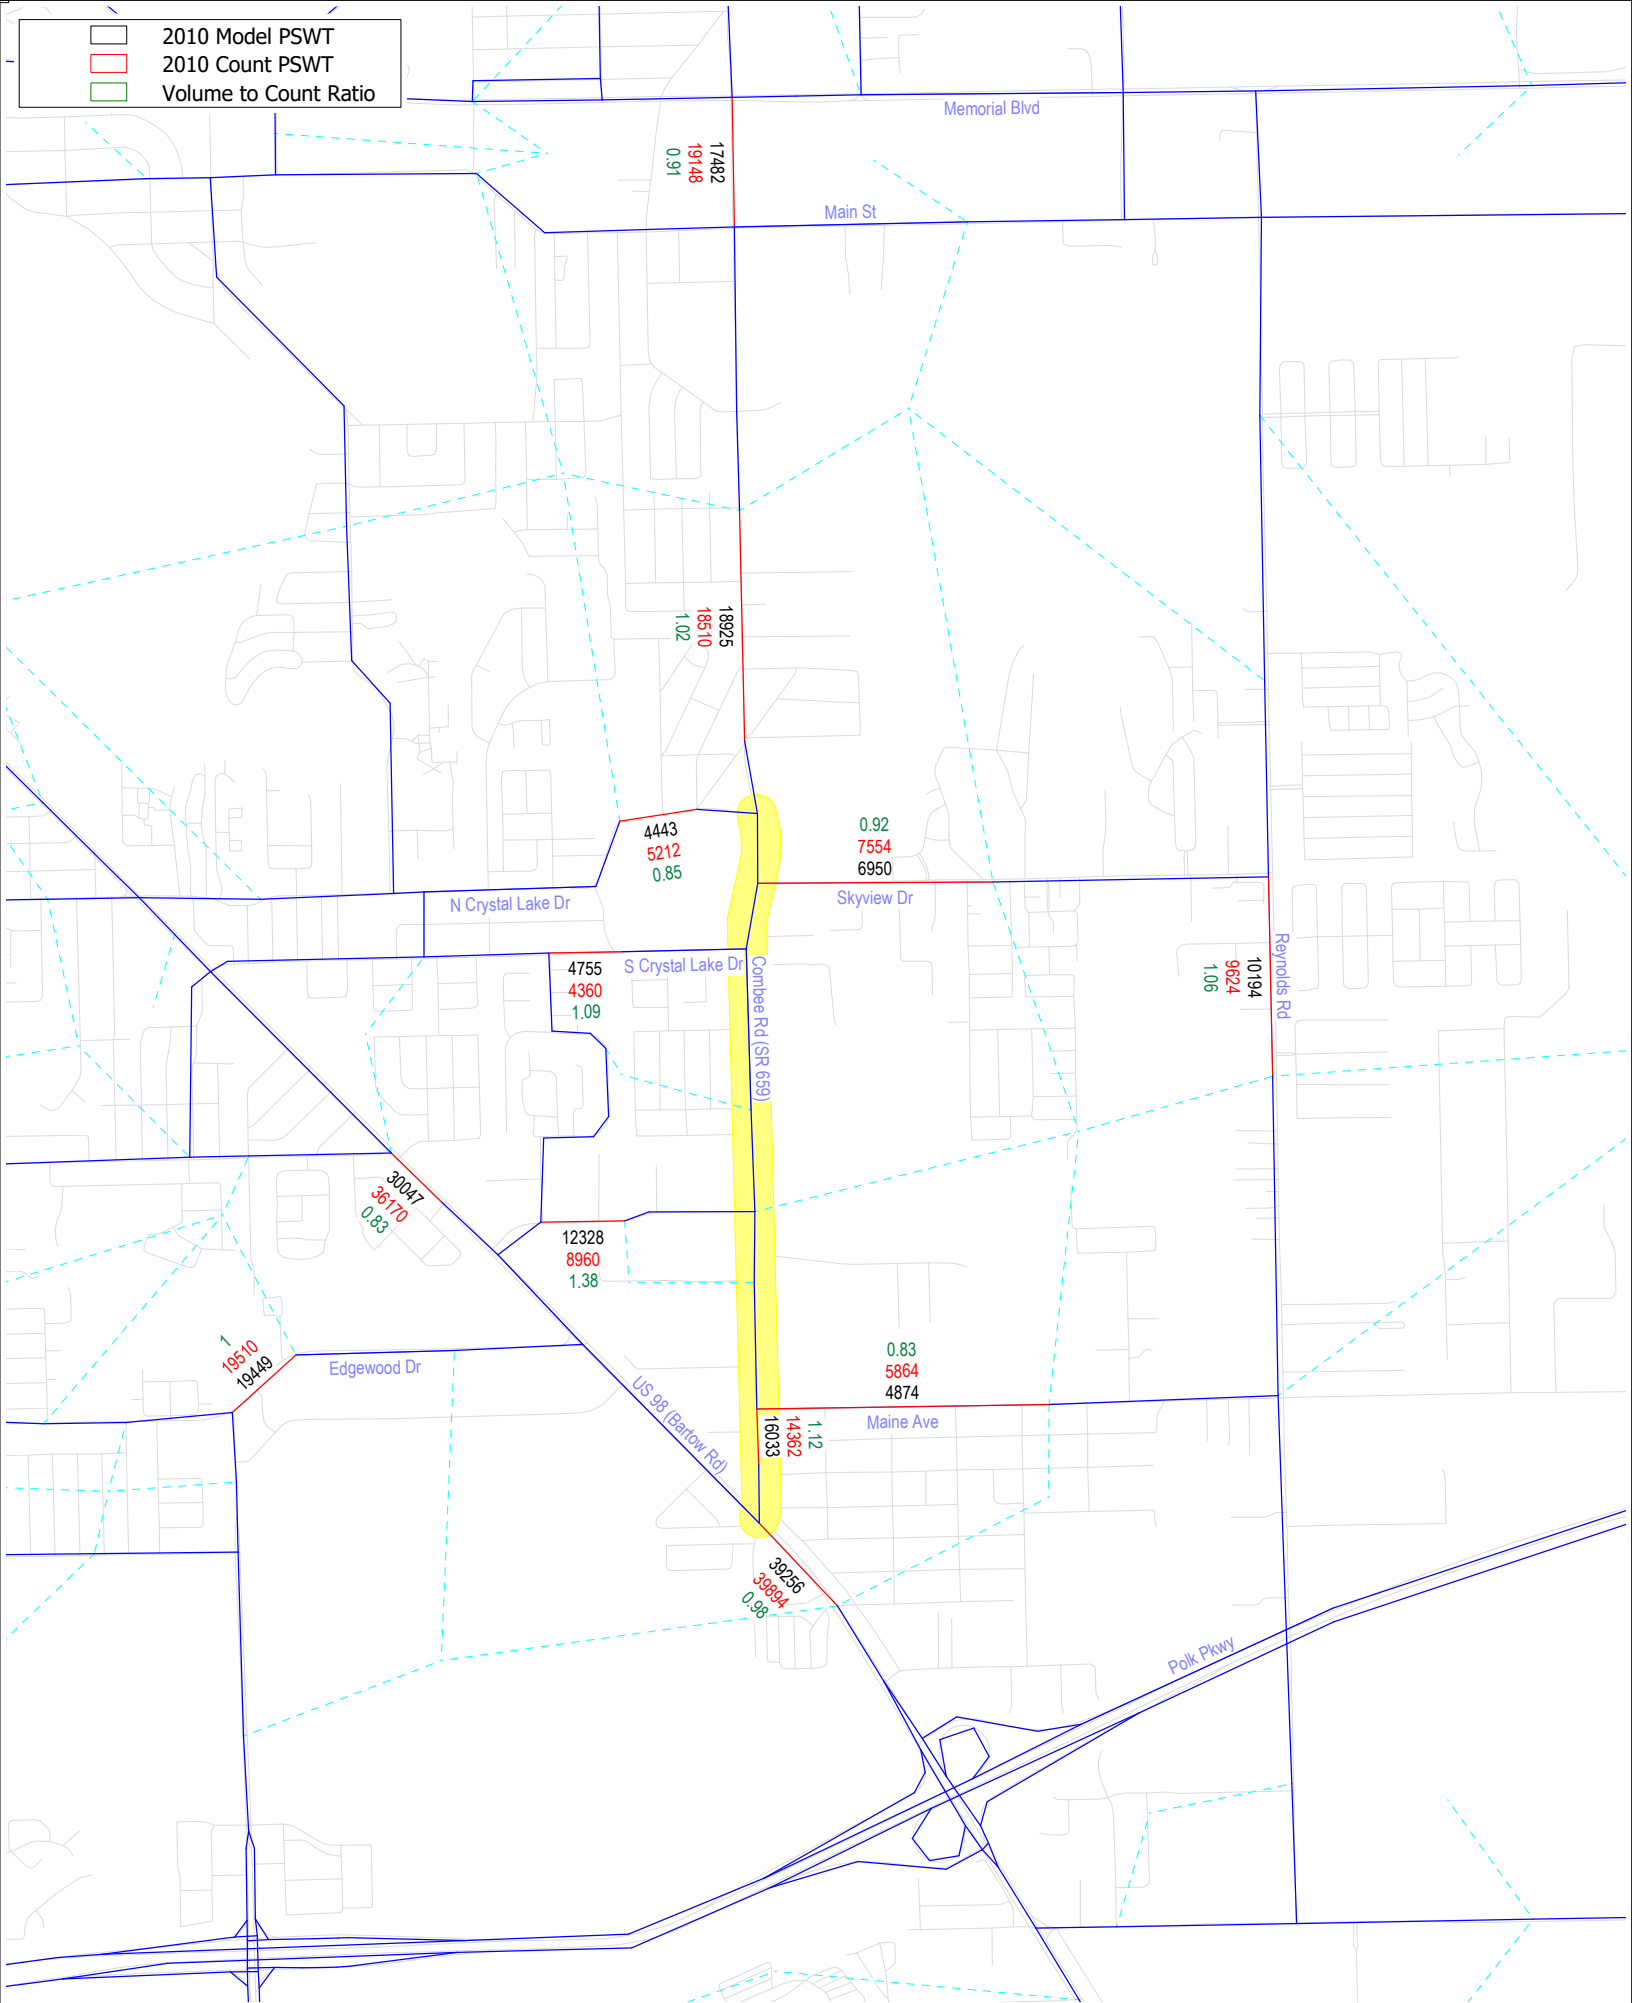 2010 Model PSWT
2010 Count PSWT
Volume to Count Ratio
Memorial Blvd
17482
19148
0.91
Main St
18925
18510
1.02
4443
5212
0.85
0.92
7554
6950
Skyview Dr
N Crystal Lake Dr
S Crystal Lake Dr
4755
4360
1.09
Combee Rd (SR 659)
Reynolds Rd
10194
9624
1.06
30047
36170
0.83
12328
8960
1.38
1
19510
19449
Edgewood Dr
US 98 (Bartow Rd)
0.83
5864
4874
Maine Ave
1.12
14362
16033
39256
39894
0.98
Polk Pkwy